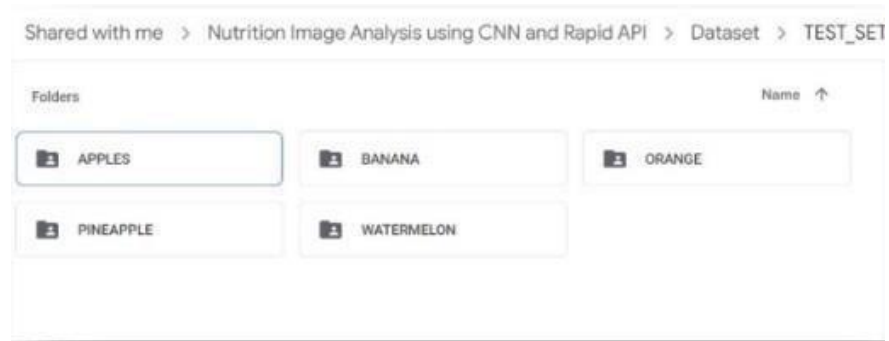 Shared with me > Nutrition Image Analysis using CNN and Rapid API > Dataset > TEST_SET
Folders Name ↑
APPLES BANANA ORANGE
PINEAPPLE WATERMELON